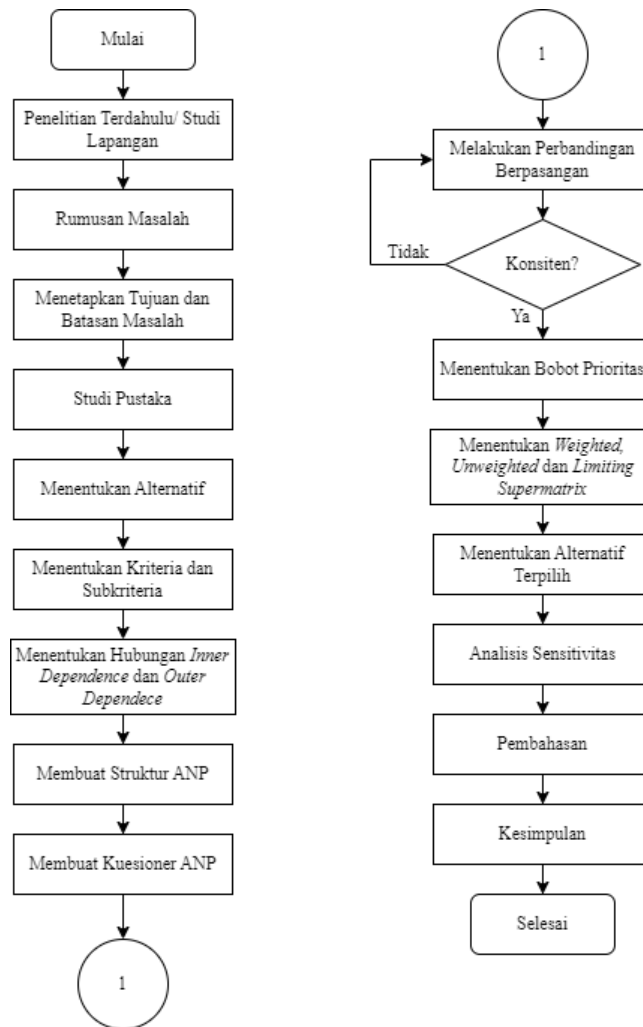 Mulai
Penelitian Terdahulu/ Studi
Lapangan
Rumusan Masalah
Menetapkan Tujuan dan
Batasan Masalah
Studi Pustaka
Menentukan Alternatif
Menentukan Kriteria dan
Subkriteria
Menentukan Hubungan Inner
Dependence dan Outer
Dependece
Membuat Struktur ANP
Membuat Kuesioner ANP
1
1
Melakukan Perbandingan
Berpasangan
Tidak
Konsiten?
Ya
Menentukan Bobot Prioritas
Menentukan Weighted,
Unweighted dan Limiting
Supermatrix
Menentukan Alternatif
Terpilih
Analisis Sensitivitas
Pembahasan
Kesimpulan
Selesai